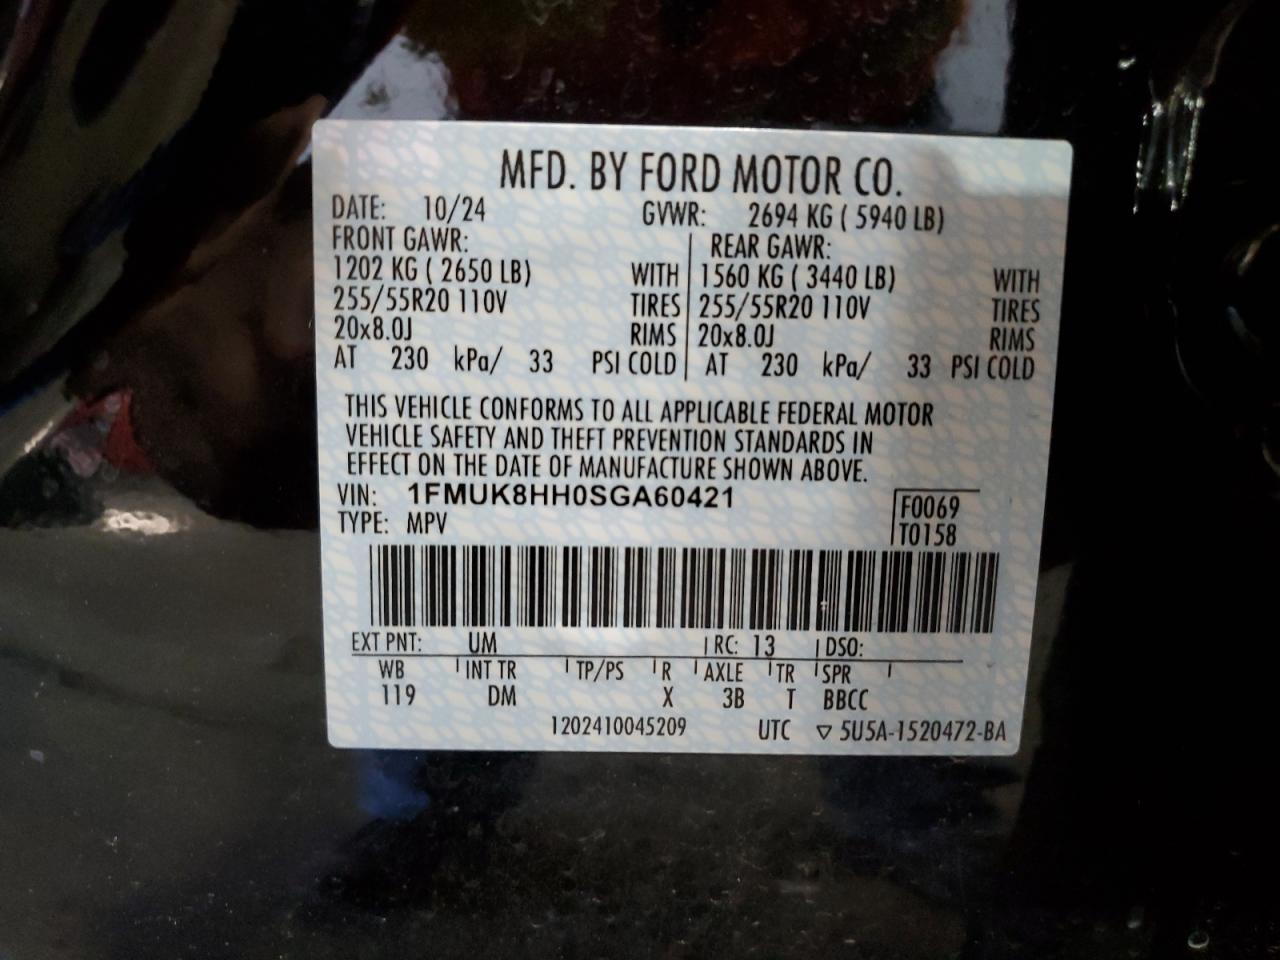 MFD. BY FORD MOTOR CO.
DATE: 10/24 GVWR: 2694 KG ( 5940 LB)
FRONT GAWR: REAR GAWR:
1202 KG ( 2650 LB) WITH 1560 KG ( 3440 LB) WITH
255/55R20 110V TIRES 255/55R20 110V TIRES
20x8.0J RIMS 20x8.0J RIMS
AT 230 kPa/ 33 PSI COLD AT 230 kPa/ 33 PSI COLD
THIS VEHICLE CONFORMS TO ALL APPLICABLE FEDERAL MOTOR
VEHICLE SAFETY AND THEFT PREVENTION STANDARDS IN
EFFECT ON THE DATE OF MANUFACTURE SHOWN ABOVE.
VIN: 1FMUK8HH0SGA60421 F0069
TYPE: MPV T0158
EXT PNT: UM RC: 13 DSO:
WB INT TR TP/PS R AXLE TR SPR
119 DM X 3B T BBCC
1202410045209 UTC ▽ 5U5A-1520472-BA